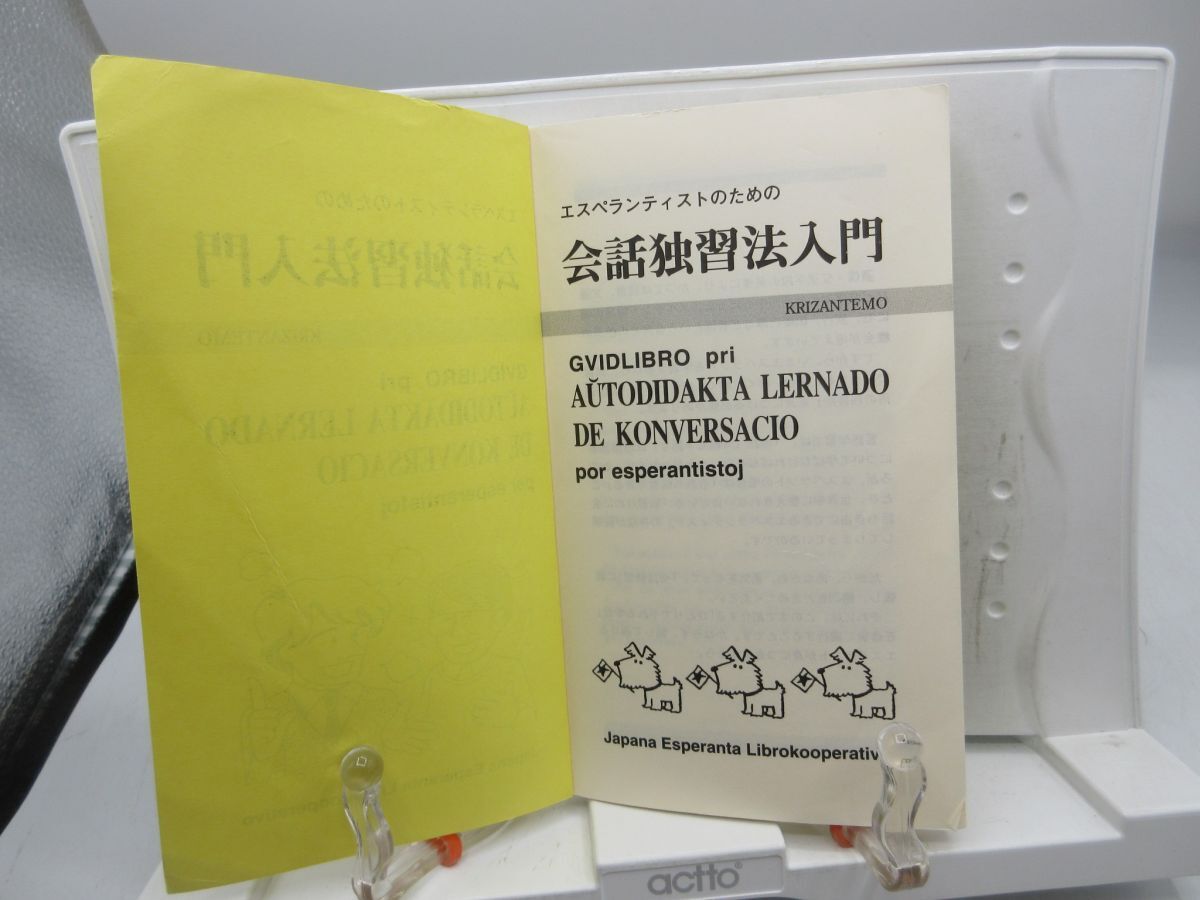 エスペランティストのための
会話独習法入門
KRIZANTEMO
GVIDLIBRO pri
AŬTODIDAKTA LERNADO
DE KONVERSACIO
por esperantistoj
Japana Esperanta Librokooperativ
actto